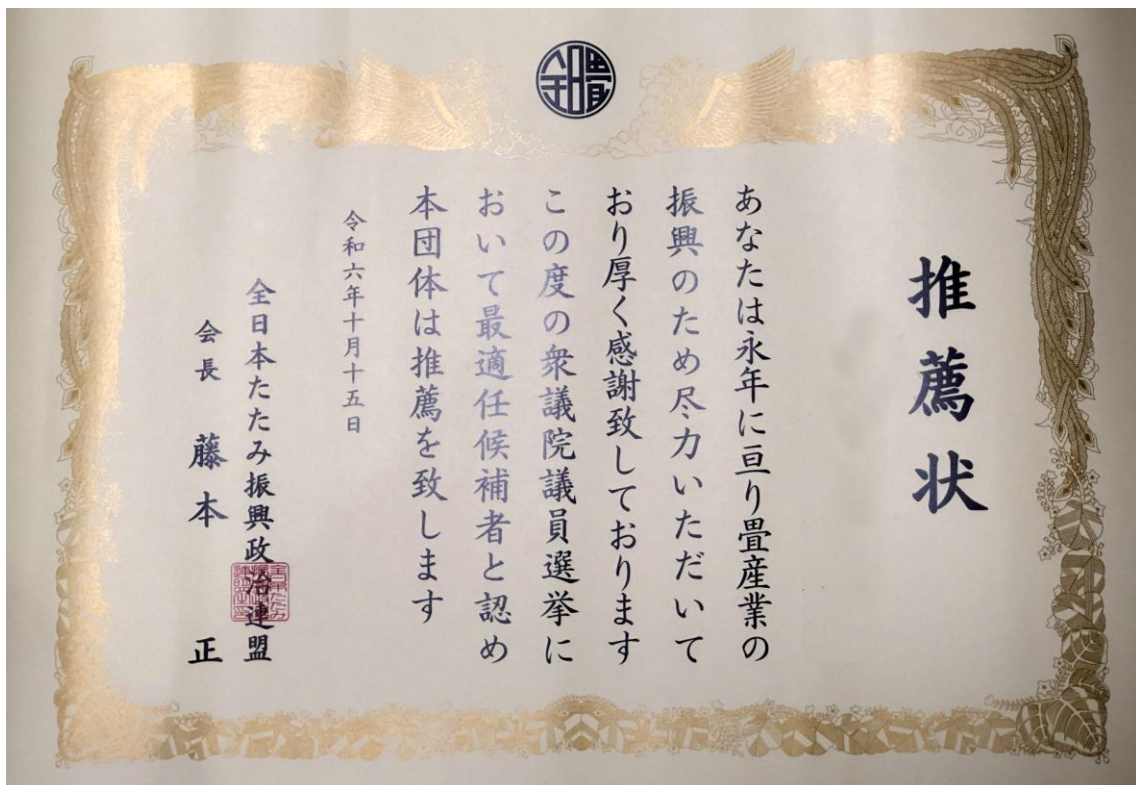 推薦状
あなたは永年に亘り畳産業の
振興のため尽力いただいて
おり厚く感謝致しております
この度の衆議院議員選挙に
おいて最適任候補者と認め
本団体は推薦を致します
令和六年十月十五日
全日本たたみ振興政治連盟
会長 藤本 正